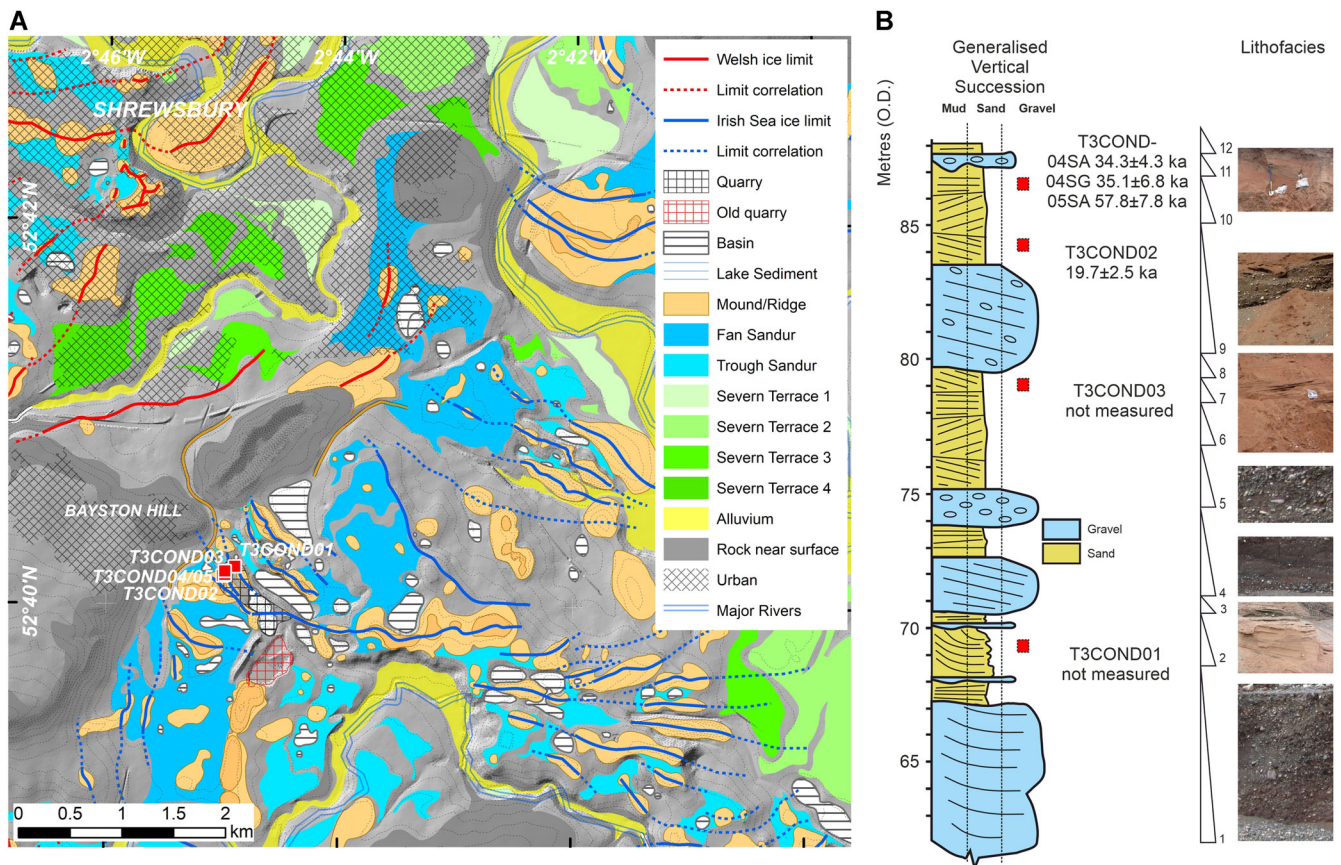 A
2°46'W
2°44'W
2°42'W
SHREWSBURY
52°42'N
BAYSTON HILL
T3COND01
T3COND03
T3COND04/05
T3COND02
52°40'N
0 0.5 1 1.5 2
km
Welsh ice limit
Limit correlation
Irish Sea ice limit
Limit correlation
Quarry
Old quarry
Basin
Lake Sediment
Mound/Ridge
Fan Sandur
Trough Sandur
Severn Terrace 1
Severn Terrace 2
Severn Terrace 3
Severn Terrace 4
Alluvium
Rock near surface
Urban
Major Rivers
B
Generalised
Vertical
Succession
Mud Sand Gravel
Lithofacies
Metres (O.D.)
85
80
75
70
65
T3COND-
04SA 34.3±4.3 ka
04SG 35.1±6.8 ka
05SA 57.8±7.8 ka
T3COND02
19.7±2.5 ka
T3COND03
not measured
Gravel
Sand
T3COND01
not measured
12
11
10
9
8
7
6
5
4
3
2
1